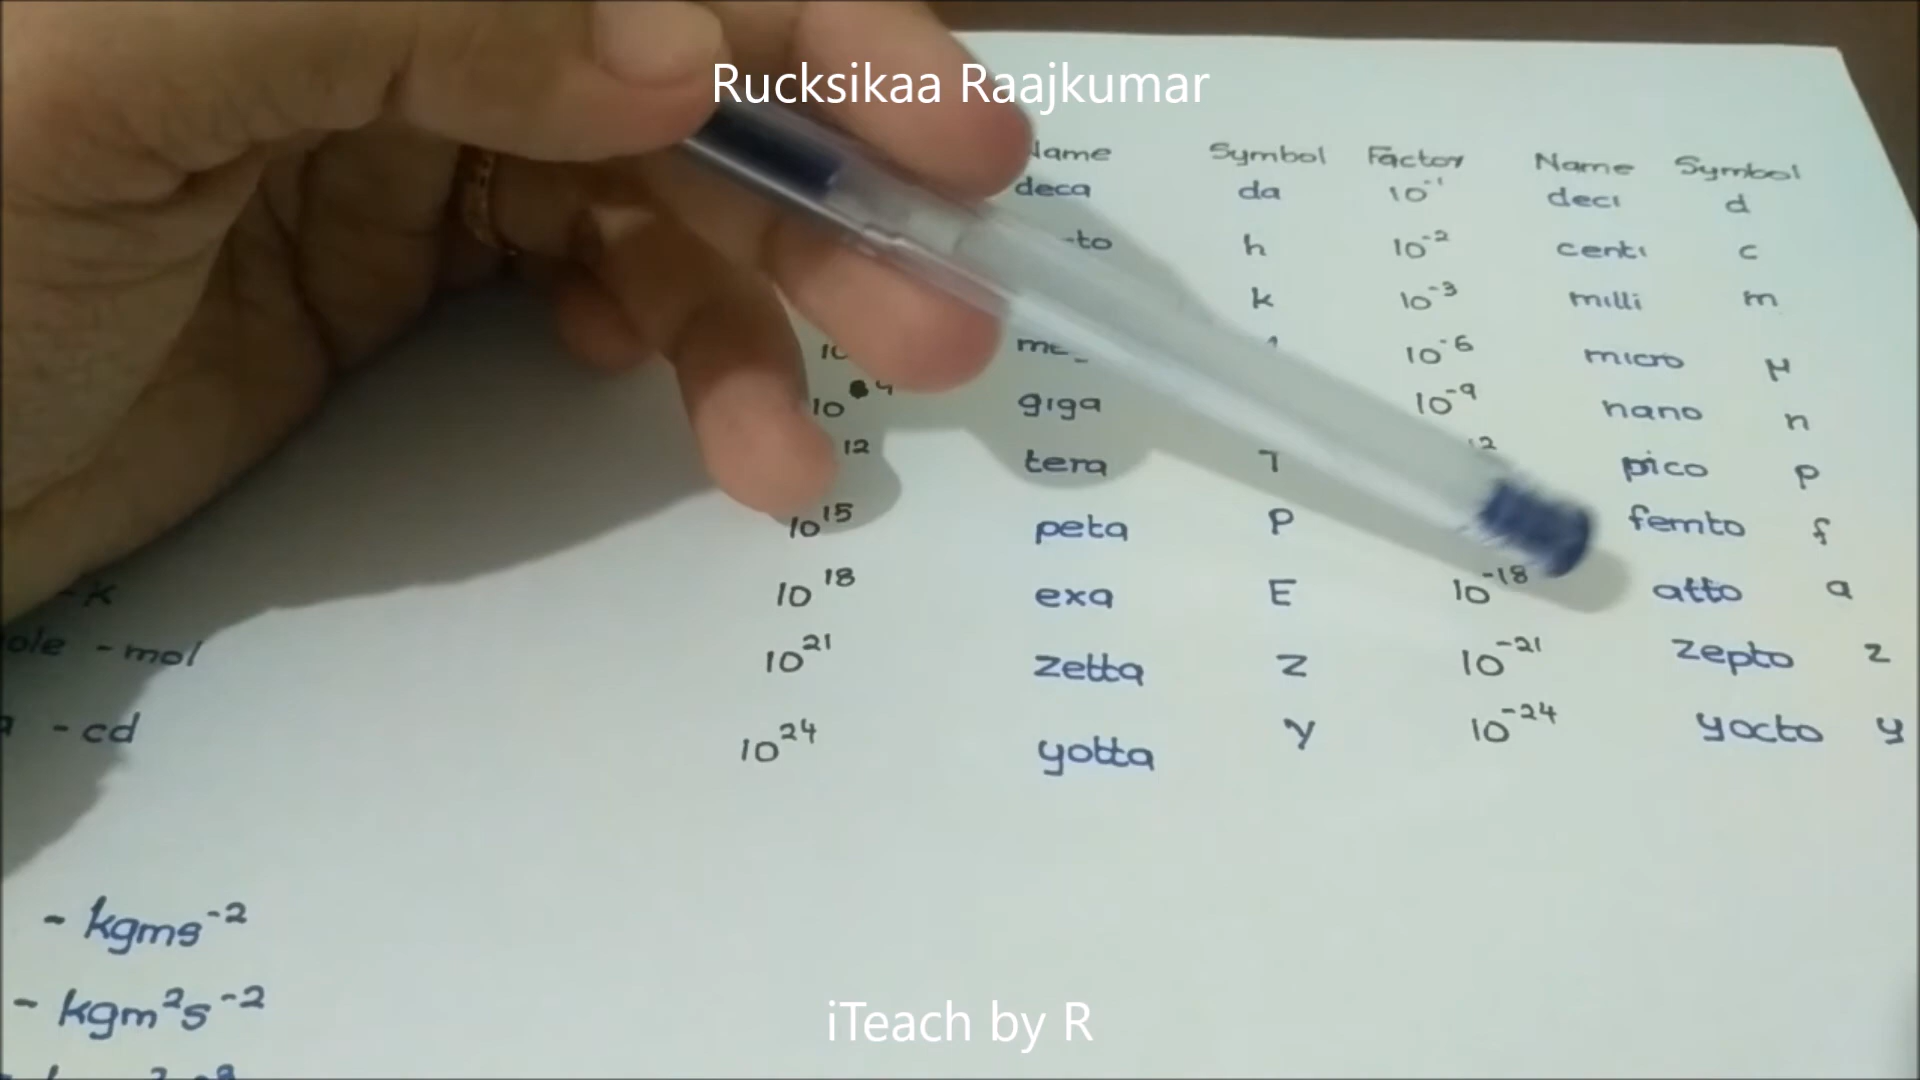 Rucksikaa Raajkumar
Name Symbol Factor Name Symbol
deca da 10⁻¹ deci d
h 10⁻² centi c
k 10⁻³ milli m
10⁻⁶ micro μ
giga 10⁻⁹ nano n
12 tera T pico p
10¹⁵ peta P femto f
10¹⁸ exa E 10⁻¹⁸ atto a
10²¹ zetta Z 10⁻²¹ zepto z
10²⁴ yotta Y 10⁻²⁴ yocto y
- K
- mol
- cd
- kgms⁻²
- kgm²s⁻²
iTeach by R